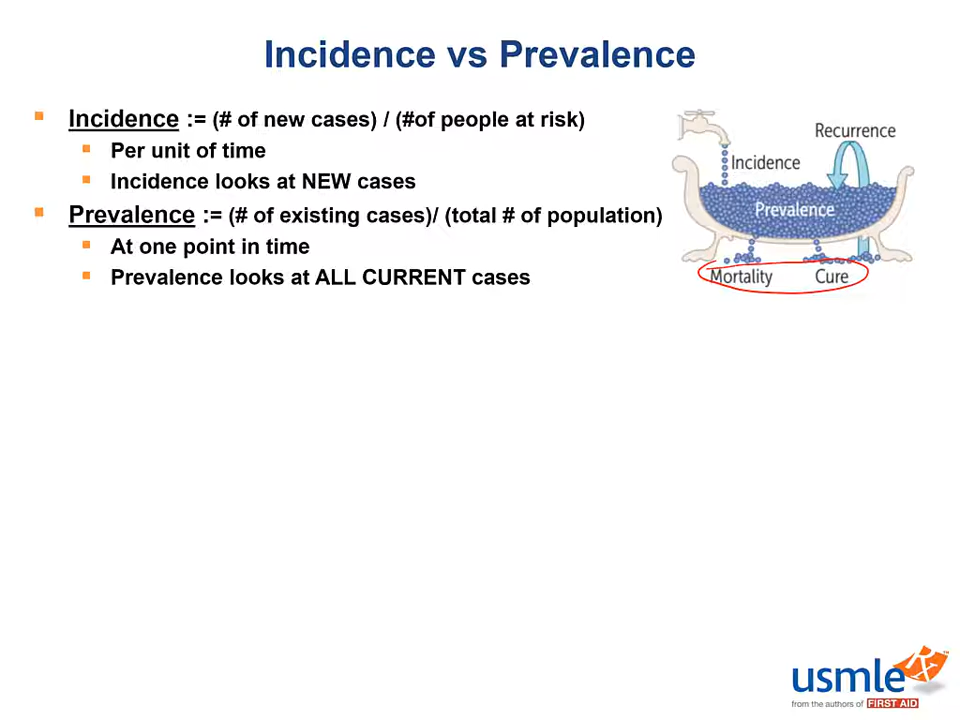 Incidence vs Prevalence
Incidence := (# of new cases) / (#of people at risk)
Per unit of time
Incidence looks at NEW cases
Prevalence := (# of existing cases)/ (total # of population)
At one point in time
Prevalence looks at ALL CURRENT cases
Recurrence
Incidence
Prevalence
Mortality Cure
usmle Rx ™
from the authors of FIRST AID